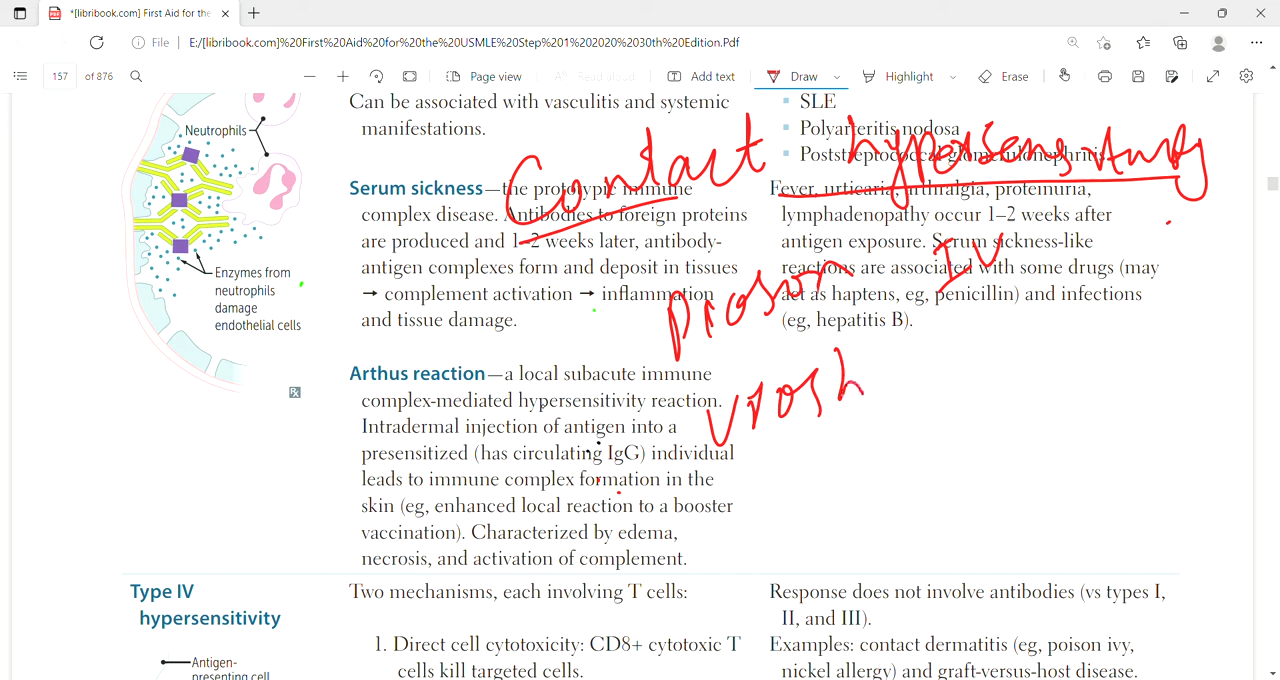 *[libribook.com] First Aid for the
File E:/[libribook.com]%20First%20Aid%20for%20the%20USMLE%20Step%201%202020%2030th%20Edition.Pdf
157 of 876 Page view Read aloud Add text Draw Highlight Erase
Neutrophils
Enzymes from
neutrophils
damage
endothelial cells
Rx
Can be associated with vasculitis and systemic
manifestations.
Serum sickness—the prototypic immune
complex disease. Antibodies to foreign proteins
are produced and 1–2 weeks later, antibody-
antigen complexes form and deposit in tissues
→ complement activation → inflammation
and tissue damage.
Arthus reaction—a local subacute immune
complex-mediated hypersensitivity reaction.
Intradermal injection of antigen into a
presensitized (has circulating IgG) individual
leads to immune complex formation in the
skin (eg, enhanced local reaction to a booster
vaccination). Characterized by edema,
necrosis, and activation of complement.
SLE
Polyarteritis nodosa
Poststreptococcal glomerulonephritis
Fever, urticaria, arthralgia, proteinuria,
lymphadenopathy occur 1–2 weeks after
antigen exposure. Serum sickness-like
reactions are associated with some drugs (may
act as haptens, eg, penicillin) and infections
(eg, hepatitis B).
Contact
IV
Type IV
hypersensitivity
Antigen-
presenting cell
Two mechanisms, each involving T cells:
1. Direct cell cytotoxicity: CD8+ cytotoxic T
cells kill targeted cells.
Response does not involve antibodies (vs types I,
II, and III).
Examples: contact dermatitis (eg, poison ivy,
nickel allergy) and graft-versus-host disease.